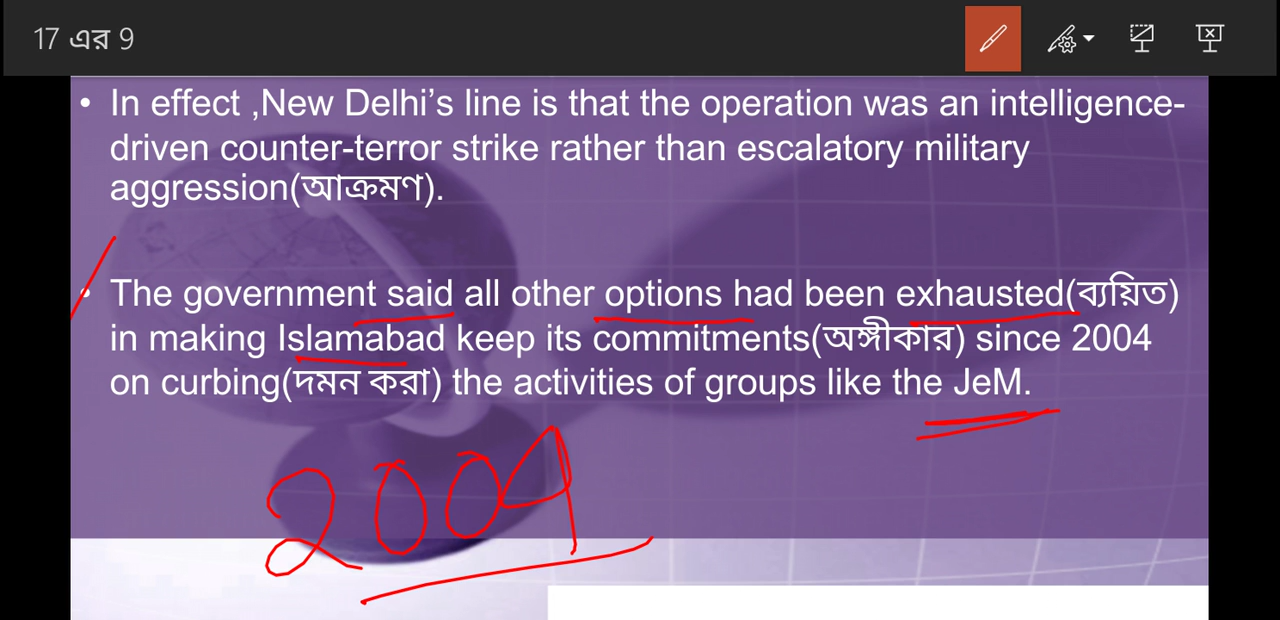 17 এর 9
• In effect ,New Delhi’s line is that the operation was an intelligence-
driven counter-terror strike rather than escalatory military
aggression(আক্রমণ).
• The government said all other options had been exhausted(ব্যয়িত)
in making Islamabad keep its commitments(অঙ্গীকার) since 2004
on curbing(দমন করা) the activities of groups like the JeM.
2004